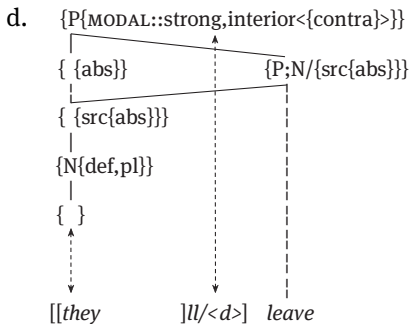 d. {P{MODAL::strong,interior<{contra}>}}
{ {abs}} {P;N/{src{abs}}}
{ {src{abs}}}
{N{def,pl}}
{ }
[[they ]ll/<d>] leave